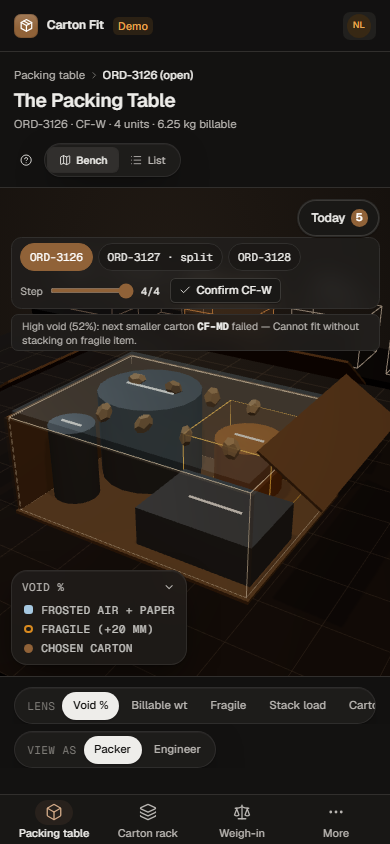 Carton Fit Demo NL
Packing table > ORD-3126 (open)
The Packing Table
ORD-3126 · CF-W · 4 units · 6.25 kg billable
Bench List
Today 5
ORD-3126 ORD-3127 · split ORD-3128
Step 4/4 Confirm CF-W
High void (52%): next smaller carton CF-MD failed — Cannot fit without
stacking on fragile item.
VOID %
FROSTED AIR + PAPER
FRAGILE (+20 MM)
CHOSEN CARTON
LENS Void % Billable wt Fragile Stack load
VIEW AS Packer Engineer
Packing table Carton rack Weigh-in More